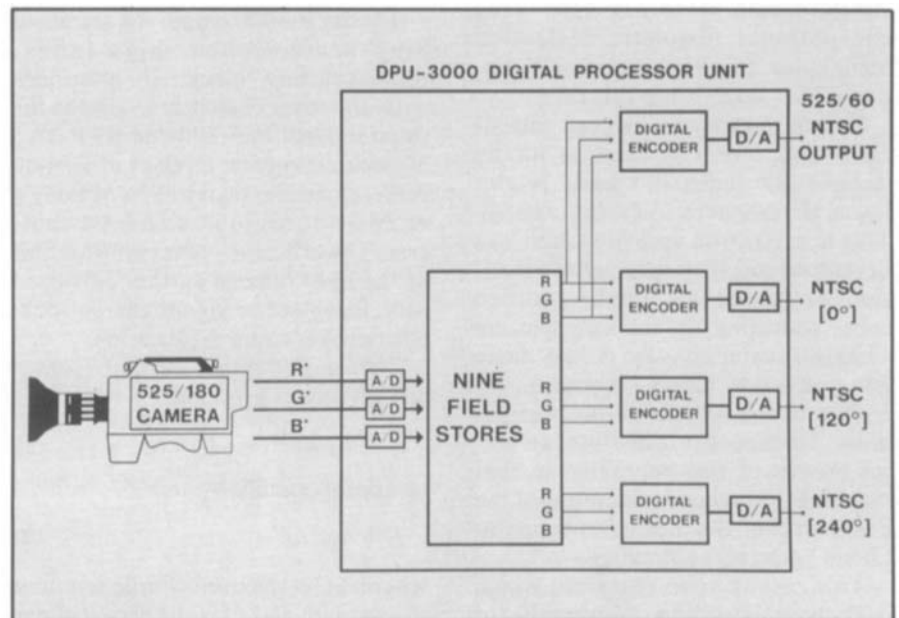 DPU-3000 DIGITAL PROCESSOR UNIT
525/60
NTSC
OUTPUT
DIGITAL
ENCODER
D/A
R
G
B
DIGITAL
ENCODER
D/A
NTSC
[0°]
525/180
CAMERA
R'
G'
B'
A/D
A/D
A/D
NINE
FIELD
STORES
R
G
B
DIGITAL
ENCODER
D/A
NTSC
[120°]
R
G
B
DIGITAL
ENCODER
D/A
NTSC
[240°]